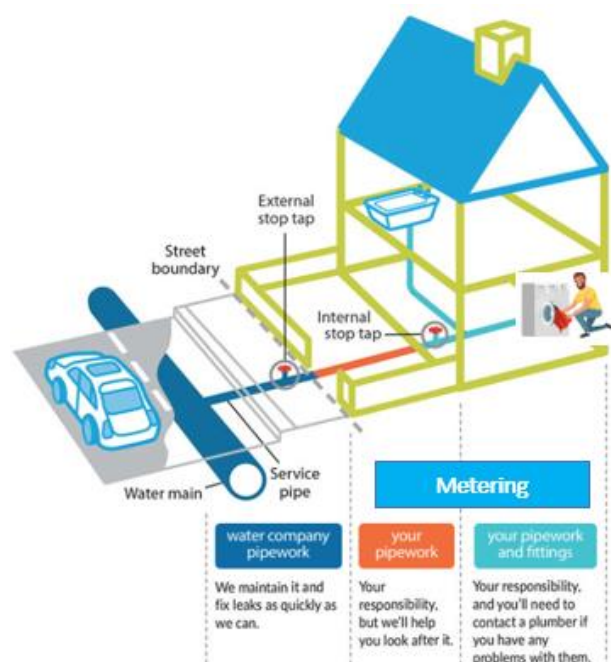 External
stop tap
Street
boundary
Internal
stop tap
Service
pipe
Water main
Metering
water company
pipework
We maintain it and
fix leaks as quickly as
we can.
your
pipework
Your
responsibility,
but we'll help
you look after it.
your pipework
and fittings
Your responsibility,
and you'll need to
contact a plumber if
you have any
problems with them.